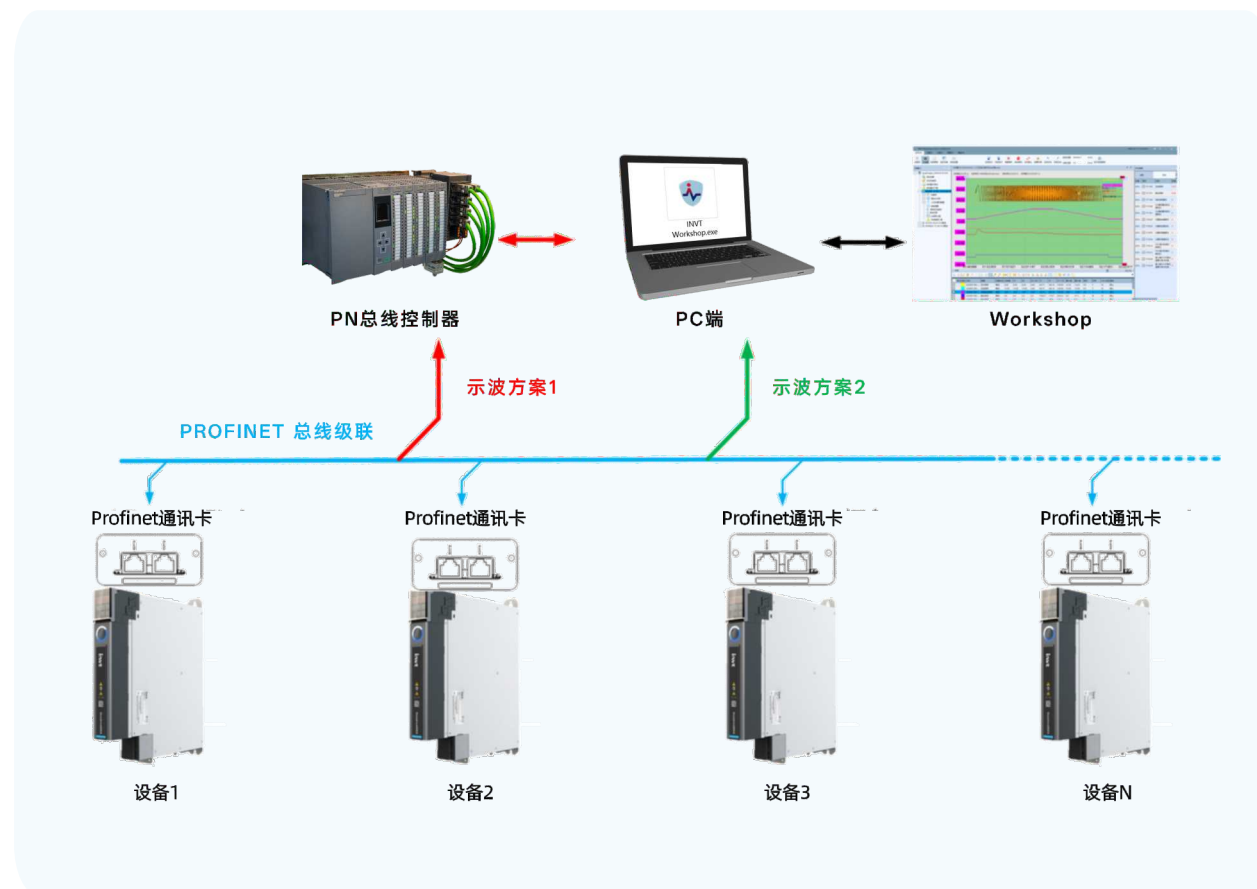 INVT
Workshop.exe
PN总线控制器
PC端
Workshop
示波方案1
示波方案2
PROFINET 总线级联
Profinet通讯卡
Profinet通讯卡
Profinet通讯卡
Profinet通讯卡
invt
invt
invt
invt
设备1
设备2
设备3
设备N